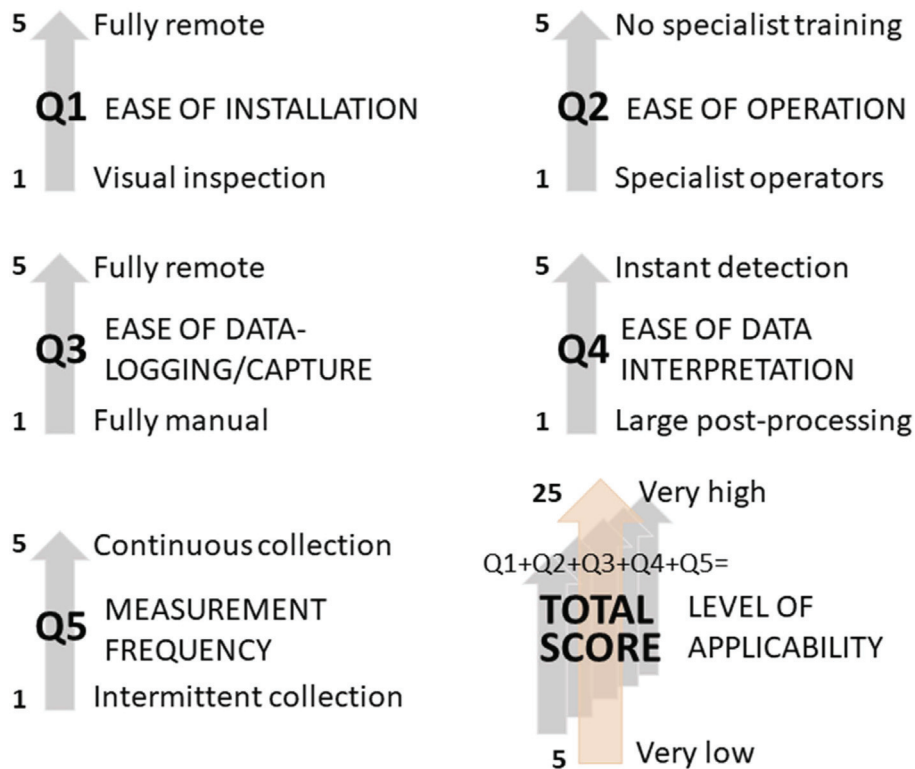 5 Fully remote
Q1 EASE OF INSTALLATION
1 Visual inspection
5 No specialist training
Q2 EASE OF OPERATION
1 Specialist operators
5 Fully remote
Q3 EASE OF DATA-
LOGGING/CAPTURE
1 Fully manual
5 Instant detection
Q4 EASE OF DATA
INTERPRETATION
1 Large post-processing
5 Continuous collection
Q5 MEASUREMENT
FREQUENCY
1 Intermittent collection
25 Very high
Q1+Q2+Q3+Q4+Q5=
TOTAL LEVEL OF
SCORE APPLICABILITY
5 Very low